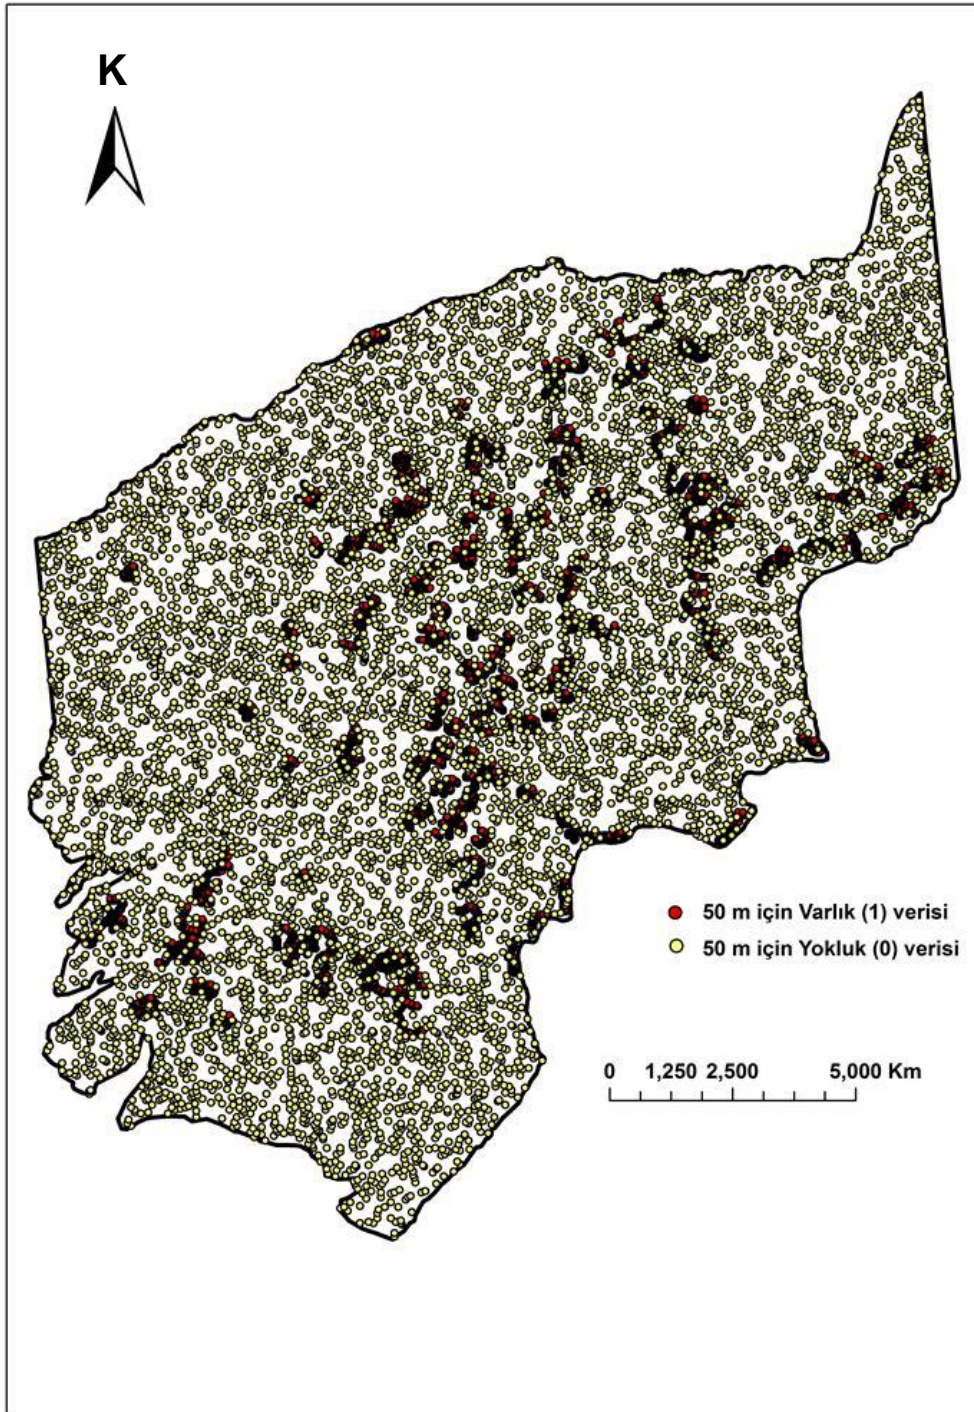 K
50 m için Varlık (1) verisi
50 m için Yokluk (0) verisi
0 1,250 2,500 5,000 Km